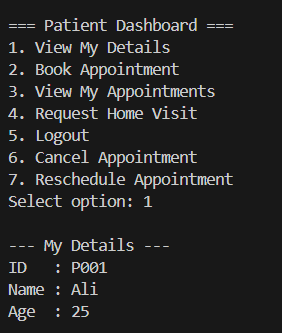 === Patient Dashboard ===
1. View My Details
2. Book Appointment
3. View My Appointments
4. Request Home Visit
5. Logout
6. Cancel Appointment
7. Reschedule Appointment
Select option: 1

--- My Details ---
ID   : P001
Name : Ali
Age  : 25